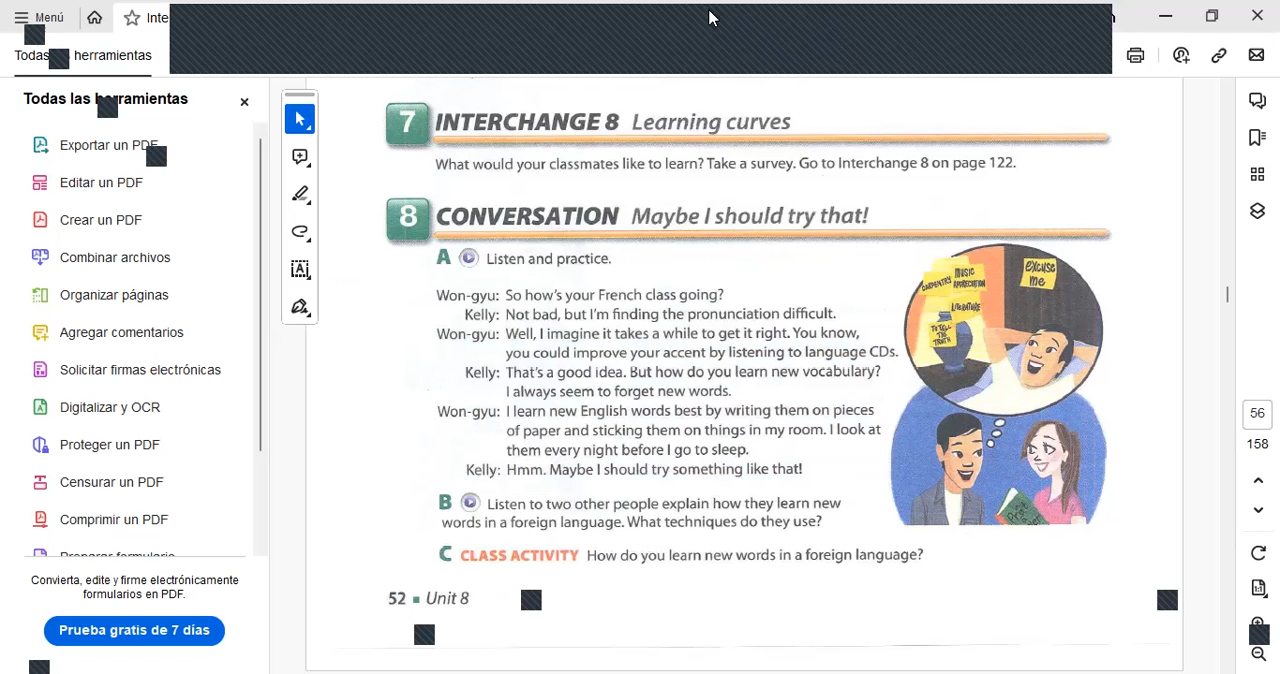 Menú
Inte
Todas herramientas
Todas las herramientas
Exportar un PDF
Editar un PDF
Crear un PDF
Combinar archivos
Organizar páginas
Agregar comentarios
Solicitar firmas electrónicas
Digitalizar y OCR
Proteger un PDF
Censurar un PDF
Comprimir un PDF
Preparar formulario
Convierta, edite y firme electrónicamente
formularios en PDF.
Prueba gratis de 7 días
7 INTERCHANGE 8 Learning curves
What would your classmates like to learn? Take a survey. Go to Interchange 8 on page 122.
8 CONVERSATION Maybe I should try that!
A Listen and practice.
Won-gyu: So how's your French class going?
Kelly: Not bad, but I'm finding the pronunciation difficult.
Won-gyu: Well, I imagine it takes a while to get it right. You know,
you could improve your accent by listening to language CDs.
Kelly: That's a good idea. But how do you learn new vocabulary?
I always seem to forget new words.
Won-gyu: I learn new English words best by writing them on pieces
of paper and sticking them on things in my room. I look at
them every night before I go to sleep.
Kelly: Hmm. Maybe I should try something like that!
CARPENTRY
MUSIC
APPRECIATION
EXCUSE
ME
LITERATURE
TO TELL
THE
TRUTH
B Listen to two other people explain how they learn new
words in a foreign language. What techniques do they use?
C CLASS ACTIVITY How do you learn new words in a foreign language?
52 ▪ Unit 8
56
158
1:1